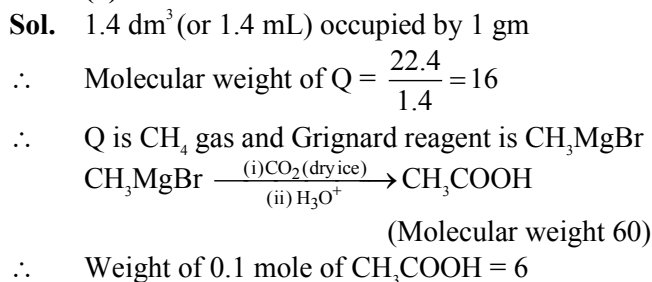 Sol. 1.4 dm³ (or 1.4 mL) occupied by 1 gm
∴ Molecular weight of Q = 22.4/1.4 = 16
∴ Q is CH₄ gas and Grignard reagent is CH₃MgBr
CH₃MgBr —(i)CO₂(dry ice)/(ii)H₃O⁺→ CH₃COOH
(Molecular weight 60)
∴ Weight of 0.1 mole of CH₃COOH = 6